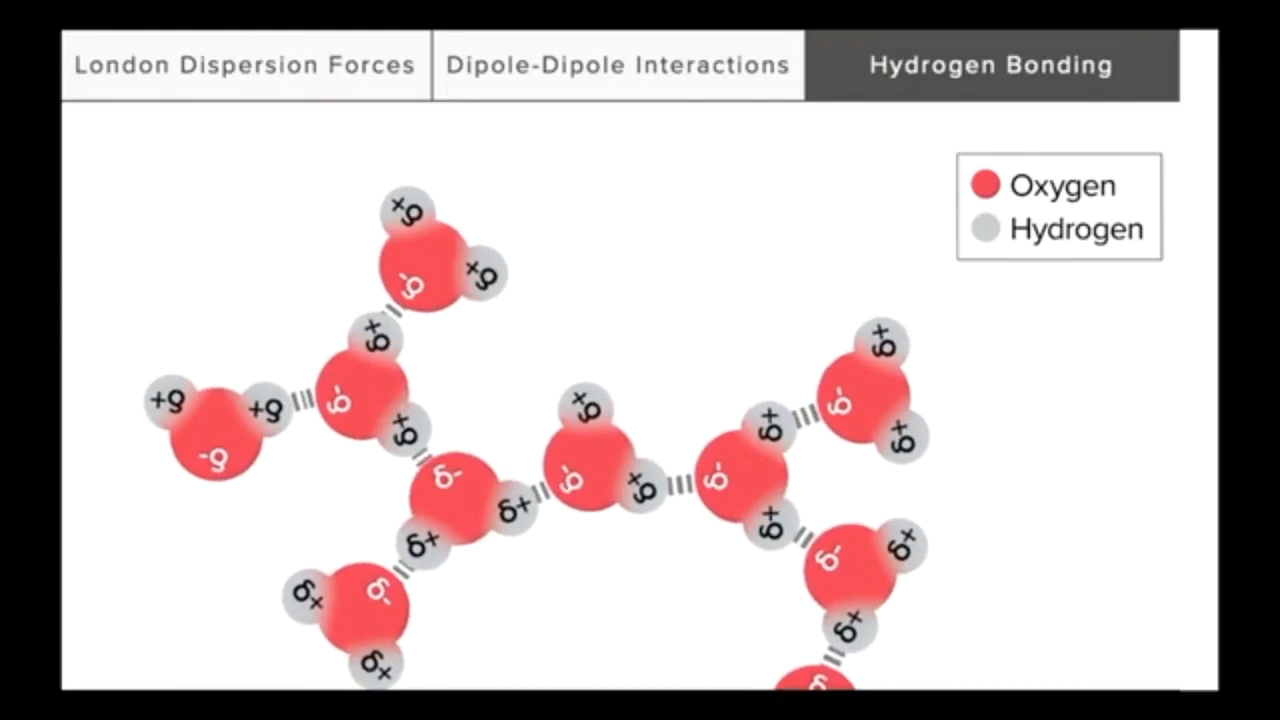 London Dispersion Forces
Dipole-Dipole Interactions
Hydrogen Bonding
Oxygen
Hydrogen
δ+
δ+
δ-
δ+
δ+
δ+
δ+
δ-
δ-
δ+
δ+
δ+
δ+
δ-
δ-
δ-
δ+
δ-
δ+
δ+
δ+
δ+
δ-
δ+
δ-
δ+
δ+